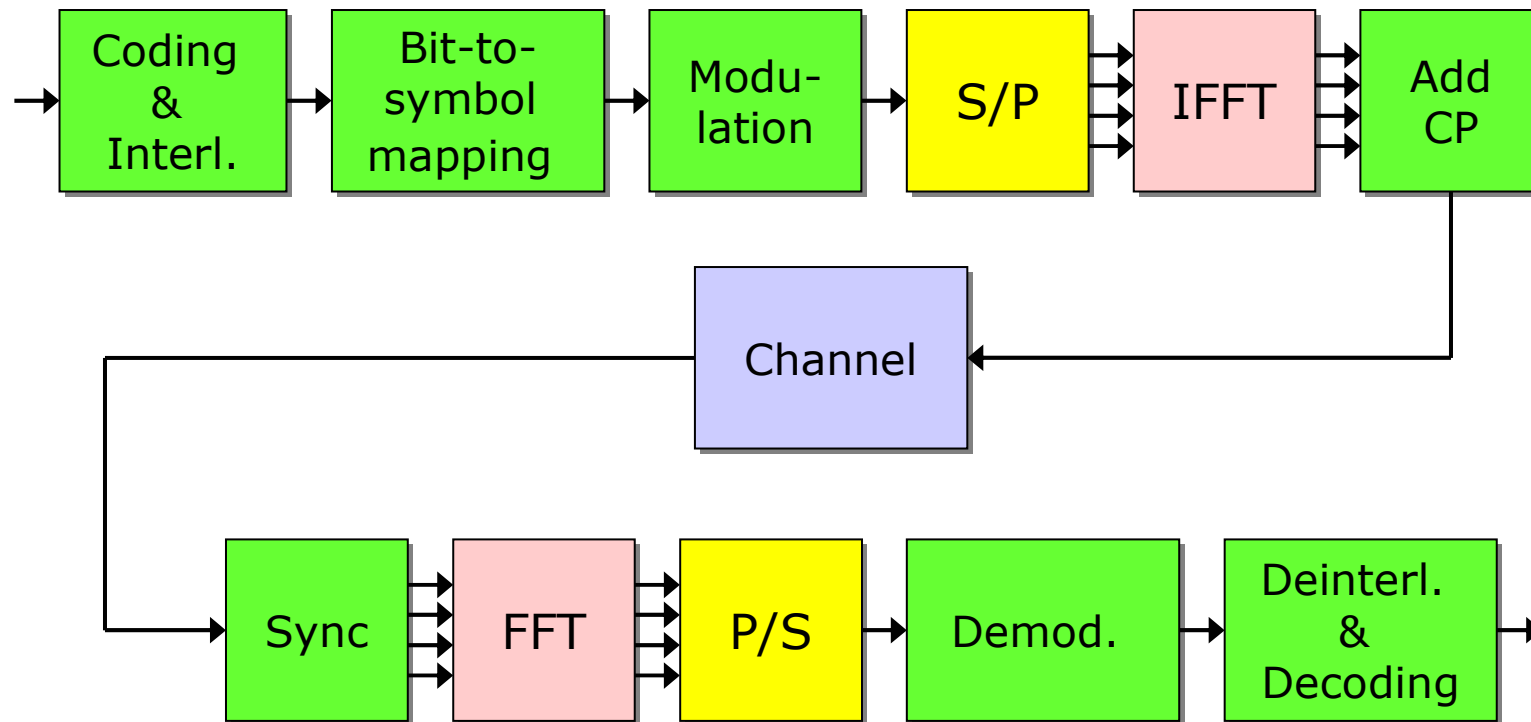 Coding
&
Interl.
Bit-to-
symbol
mapping
Modu-
lation
S/P
IFFT
Add
CP
Channel
Sync
FFT
P/S
Demod.
Deinterl.
&
Decoding